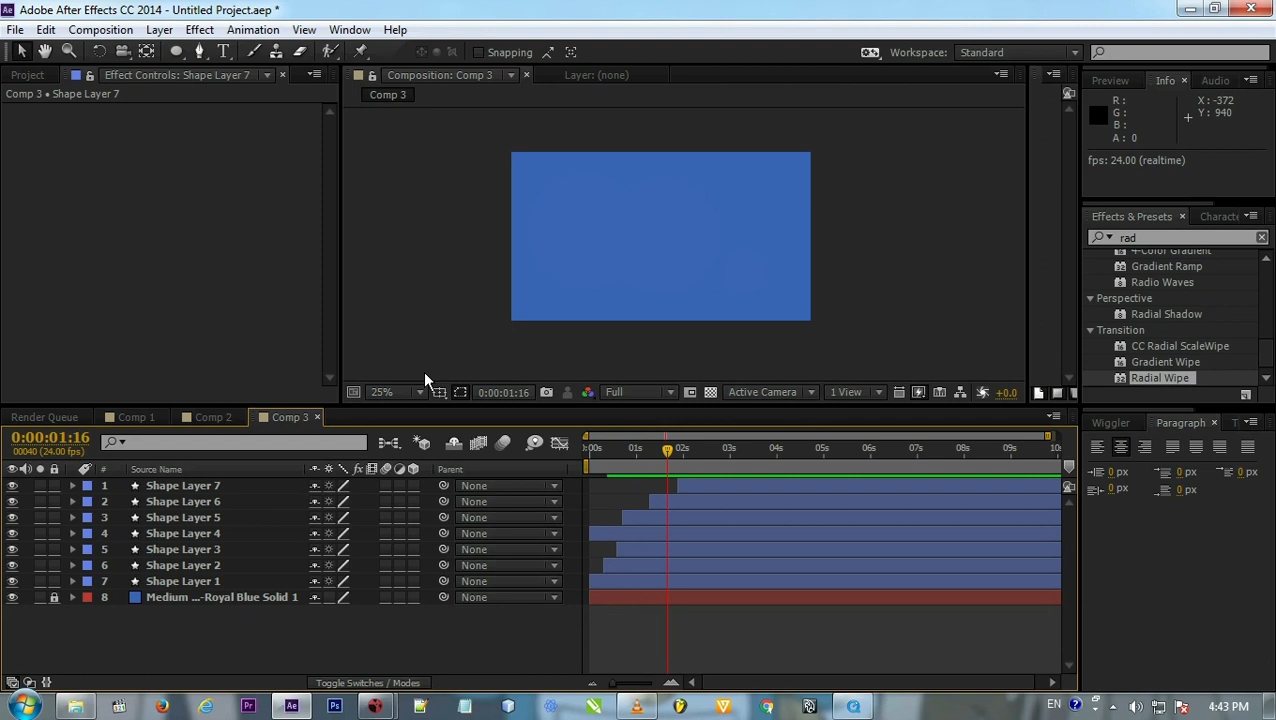 Adobe After Effects CC 2014 - Untitled Project.aep *
File Edit Composition Layer Effect Animation View Window Help
Snapping
Workspace: Standard
Project Effect Controls: Shape Layer 7 Composition: Comp 3 Layer: (none) Preview Info Audio
Comp 3 • Shape Layer 7
Comp 3
R :
G :
B :
A : 0
X : -372
Y : 940
fps: 24.00 (realtime)
Effects & Presets
rad
4-Color Gradient
Gradient Ramp
Radio Waves
Perspective
Radial Shadow
Transition
CC Radial ScaleWipe
Gradient Wipe
Radial Wipe
25% 0:00:01:16 Full Active Camera 1 View +0.0
Render Queue Comp 1 Comp 2 Comp 3
Wiggler Paragraph
0:00:01:16
00040 (24.00 fps)
:00s 01s 02s 03s 04s 05s 06s 07s 08s 09s
# Source Name Parent
1 Shape Layer 7 None
2 Shape Layer 6 None
3 Shape Layer 5 None
4 Shape Layer 4 None
5 Shape Layer 3 None
6 Shape Layer 2 None
7 Shape Layer 1 None
8 Medium ...-Royal Blue Solid 1 None
0 px 0 px 0 px
0 px 0 px
Toggle Switches / Modes
EN 4:43 PM